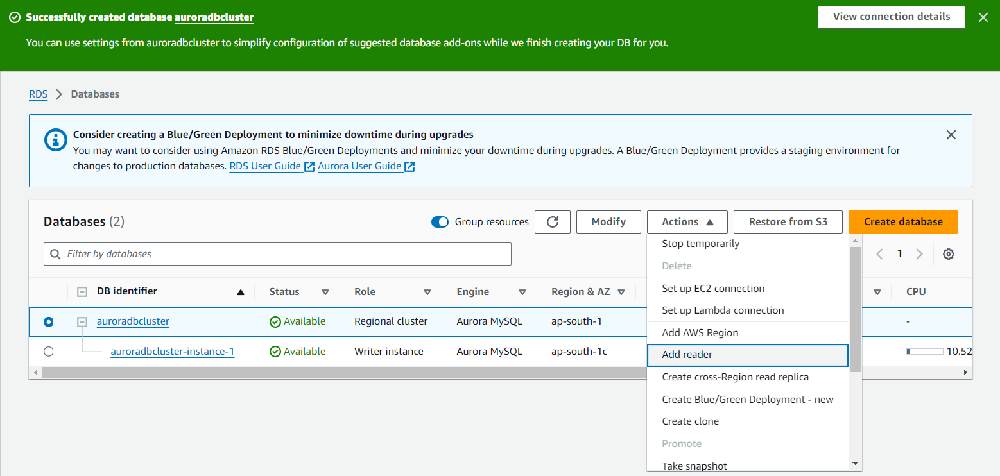 Successfully created database auroradbcluster
View connection details
You can use settings from auroradbcluster to simplify configuration of suggested database add-ons while we finish creating your DB for you.
RDS Databases
Consider creating a Blue/Green Deployment to minimize downtime during upgrades
You may want to consider using Amazon RDS Blue/Green Deployments and minimize your downtime during upgrades. A Blue/Green Deployment provides a staging environment for
changes to production databases. RDS User Guide Aurora User Guide
Databases (2) Group resources Modify Actions Restore from S3 Create database
Filter by databases
1
DB identifier Status Role Engine Region & AZ CPU
auroradbcluster Available Regional cluster Aurora MySQL ap-south-1 -
auroradbcluster-instance-1 Available Writer instance Aurora MySQL ap-south-1c 10.52
Stop temporarily
Delete
Set up EC2 connection
Set up Lambda connection
Add AWS Region
Add reader
Create cross-Region read replica
Create Blue/Green Deployment - new
Create clone
Promote
Take snapshot